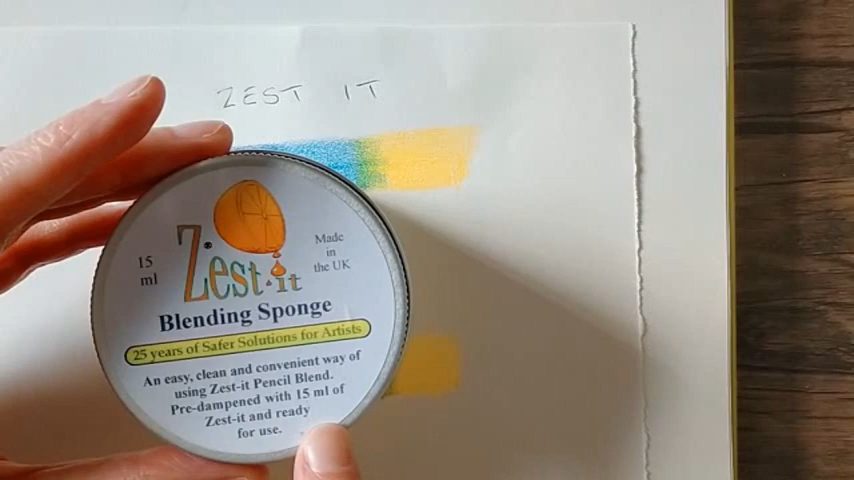 ZEST IT
Zest·it®
15 ml
Made in the UK
Blending Sponge
25 years of Safer Solutions for Artists
An easy, clean and convenient way of
using Zest-it Pencil Blend.
Pre-dampened with 15 ml of
Zest-it and ready
for use.